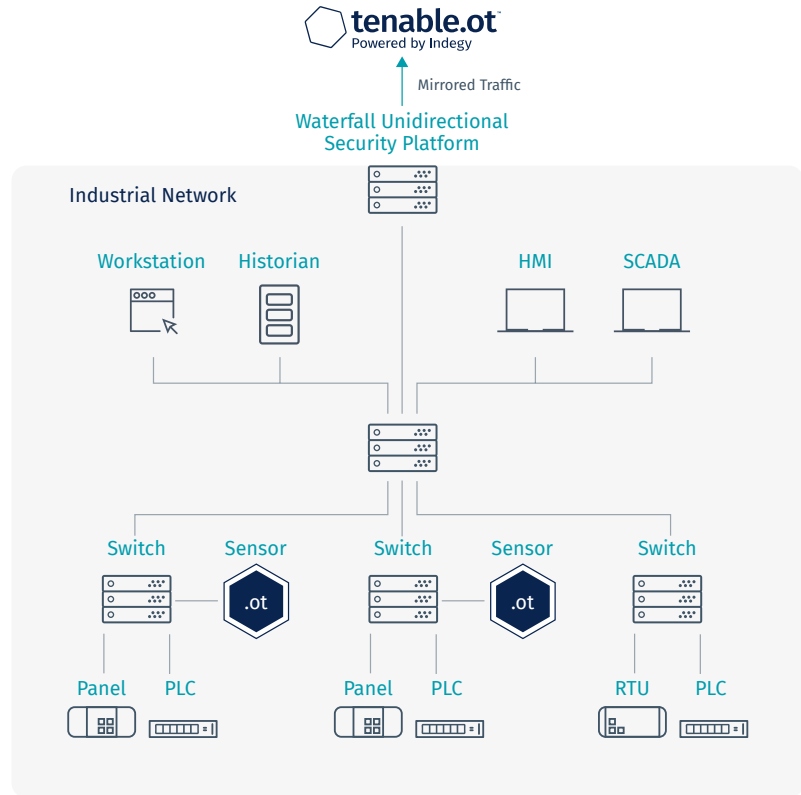 tenable.ot™
Powered by Indegy
Mirrored Traffic
Waterfall Unidirectional
Security Platform
Industrial Network
Workstation
Historian
HMI
SCADA
Switch
Sensor
Switch
Sensor
Switch
.ot
.ot
Panel
PLC
Panel
PLC
RTU
PLC